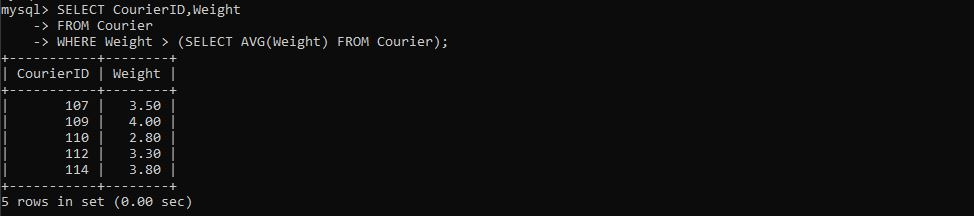 mysql> SELECT CourierID,Weight
    -> FROM Courier
    -> WHERE Weight > (SELECT AVG(Weight) FROM Courier);
+-----------+--------+
| CourierID | Weight |
+-----------+--------+
|       107 |   3.50 |
|       109 |   4.00 |
|       110 |   2.80 |
|       112 |   3.30 |
|       114 |   3.80 |
+-----------+--------+
5 rows in set (0.00 sec)